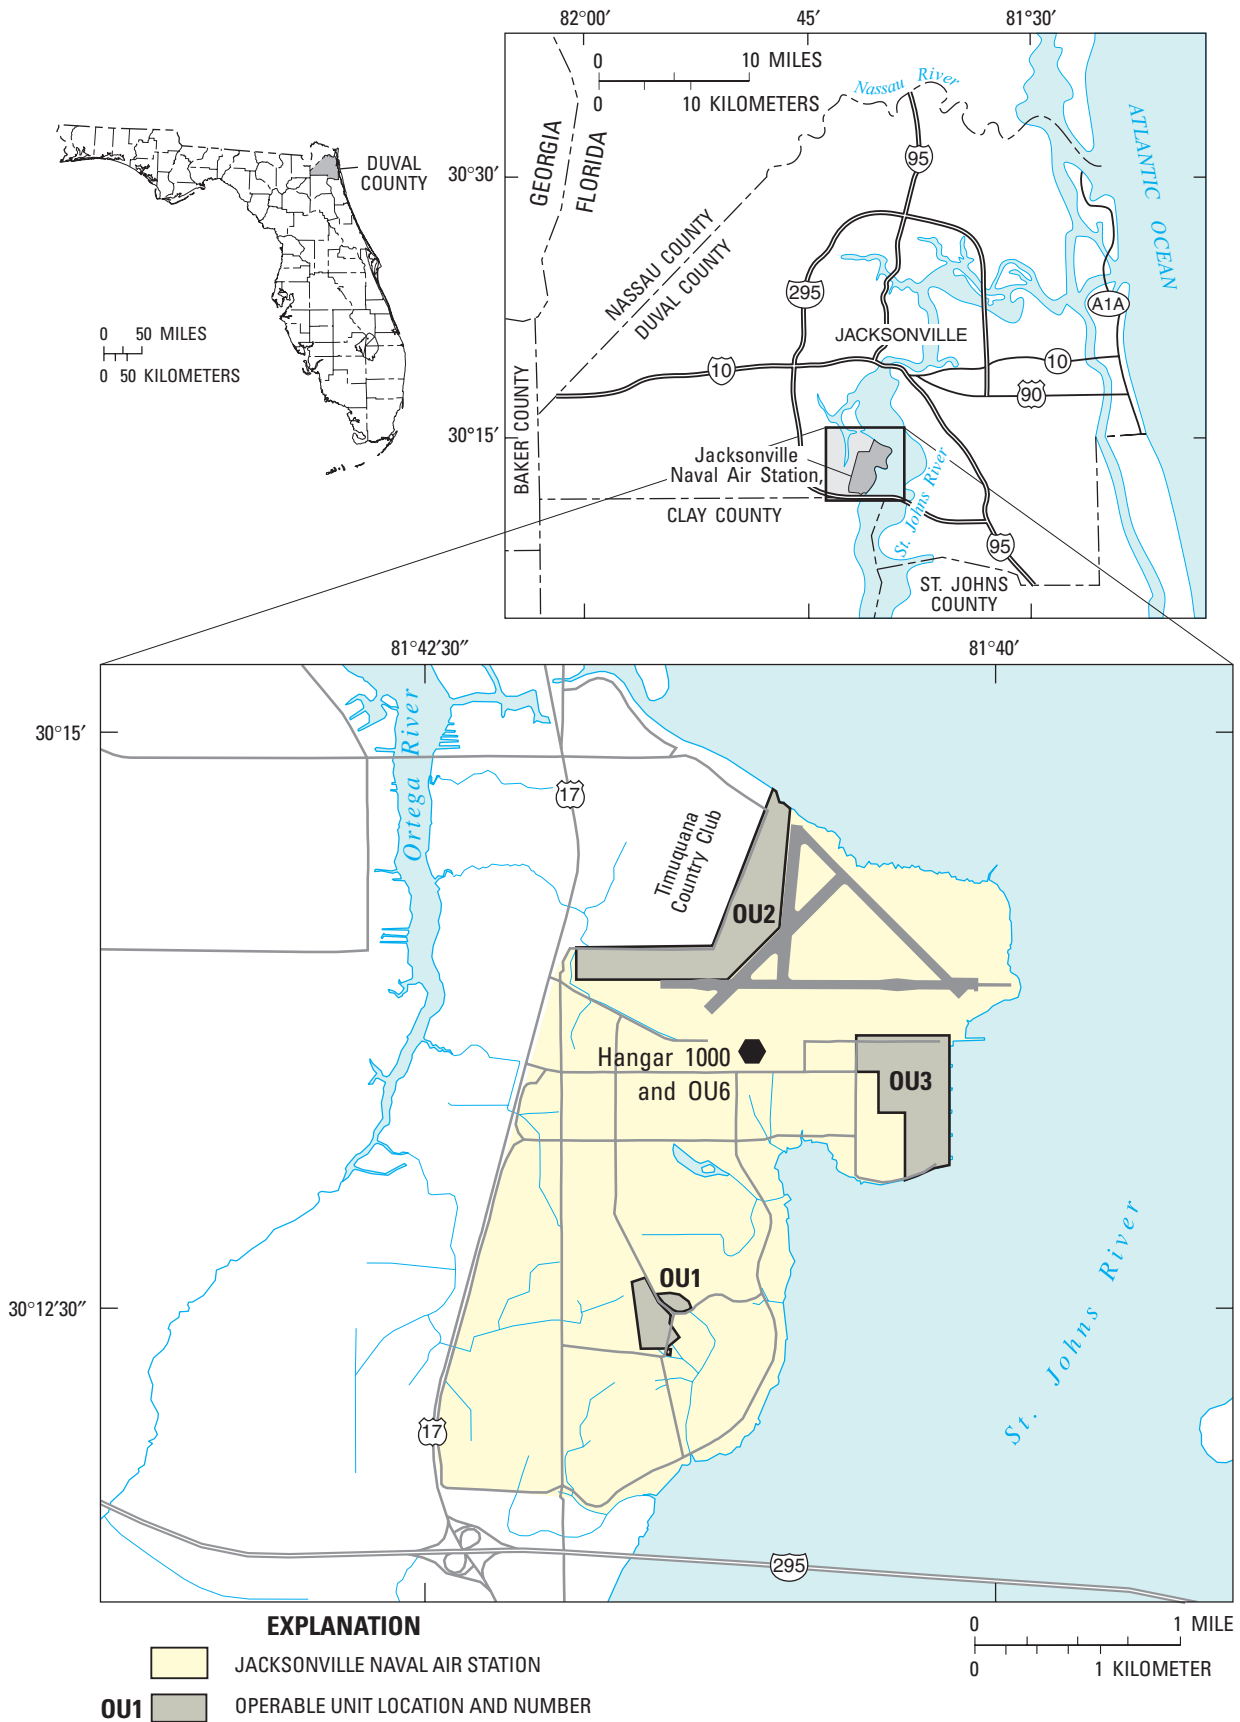 82°00′ 45′ 81°30′
0 10 MILES
0 10 KILOMETERS
Nassau River
ATLANTIC OCEAN
95
GEORGIA
FLORIDA
30°30′
DUVAL
COUNTY
NASSAU COUNTY
DUVAL COUNTY
295
A1A
0 50 MILES
0 50 KILOMETERS
JACKSONVILLE
10
10
90
BAKER COUNTY
30°15′
Jacksonville
Naval Air Station,
St. Johns River
CLAY COUNTY
95
ST. JOHNS
COUNTY
81°42′30″ 81°40′
30°15′
Ortega River
17
Timuquana
Country Club
OU2
Hangar 1000
and OU6
OU3
OU1
30°12′30″
St. Johns River
17
295
EXPLANATION
JACKSONVILLE NAVAL AIR STATION
OU1 OPERABLE UNIT LOCATION AND NUMBER
0 1 MILE
0 1 KILOMETER